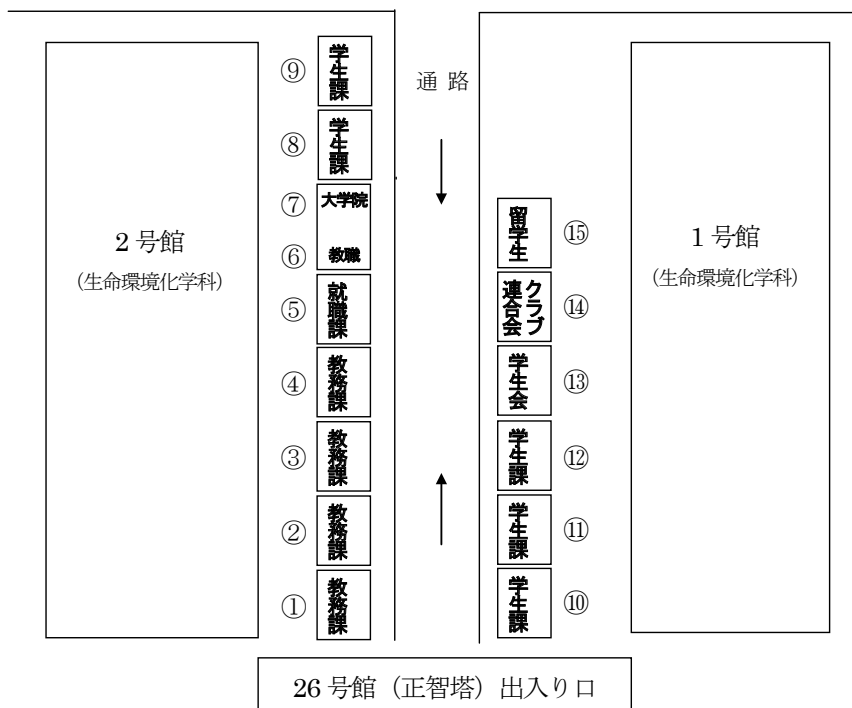 ⑨
学生課
通 路
⑧
学生課
⑦
大学院
⑥
教職
2 号館
(生命環境化学科)
⑤
就職課
④
教務課
③
教務課
②
教務課
①
教務課
留学生
⑮
クラブ
連合会
⑭
学生会
⑬
学生課
⑫
学生課
⑪
学生課
⑩
1 号館
(生命環境化学科)
26 号館（正智塔）出入り口